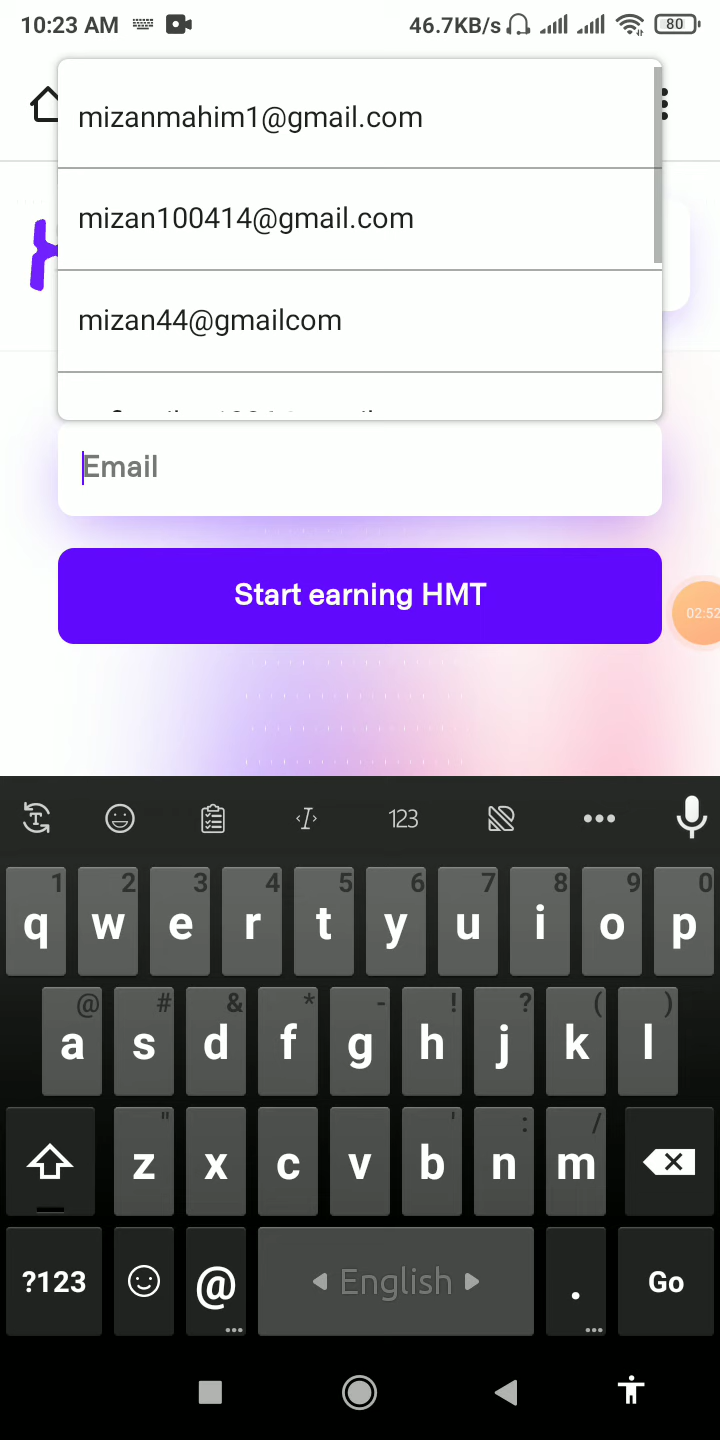 10:23 AM 46.7KB/s 80
mizanmahim1@gmail.com
mizan100414@gmail.com
mizan44@gmailcom
Email
Start earning HMT
02:52
123
1 2 3 4 5 6 7 8 9 0
q w e r t y u i o p
@ # & * - ! ? ( )
a s d f g h j k l
" ' : /
z x c v b n m
?123 @ English . Go